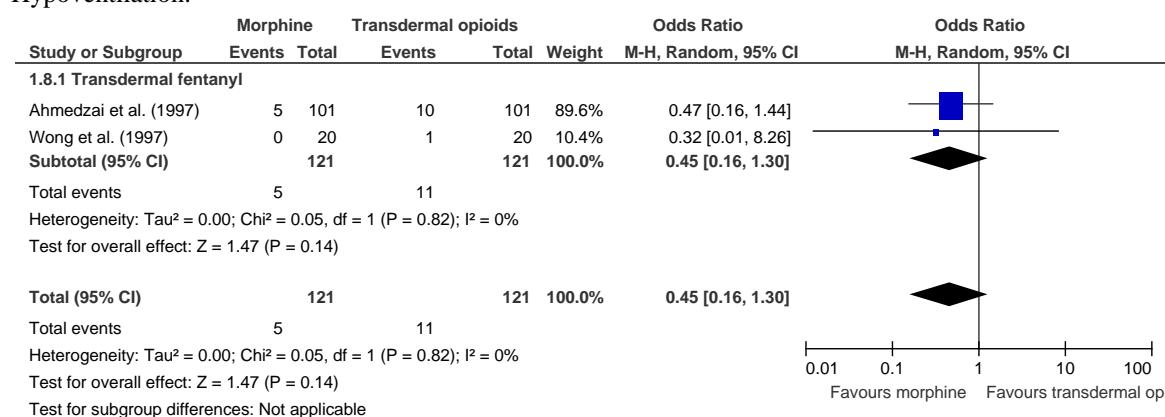 Hypoventilation:
Morphine Transdermal opioids Odds Ratio Odds Ratio
Study or Subgroup Events Total Events Total Weight M-H, Random, 95% CI M-H, Random, 95% CI
1.8.1 Transdermal fentanyl
Ahmedzai et al. (1997) 5 101 10 101 89.6% 0.47 [0.16, 1.44]
Wong et al. (1997) 0 20 1 20 10.4% 0.32 [0.01, 8.26]
Subtotal (95% CI) 121 121 100.0% 0.45 [0.16, 1.30]
Total events 5 11
Heterogeneity: Tau² = 0.00; Chi² = 0.05, df = 1 (P = 0.82); I² = 0%
Test for overall effect: Z = 1.47 (P = 0.14)
Total (95% CI) 121 121 100.0% 0.45 [0.16, 1.30]
Total events 5 11
Heterogeneity: Tau² = 0.00; Chi² = 0.05, df = 1 (P = 0.82); I² = 0%
Test for overall effect: Z = 1.47 (P = 0.14)
Test for subgroup differences: Not applicable
0.01 0.1 1 10 100
Favours morphine Favours transdermal op